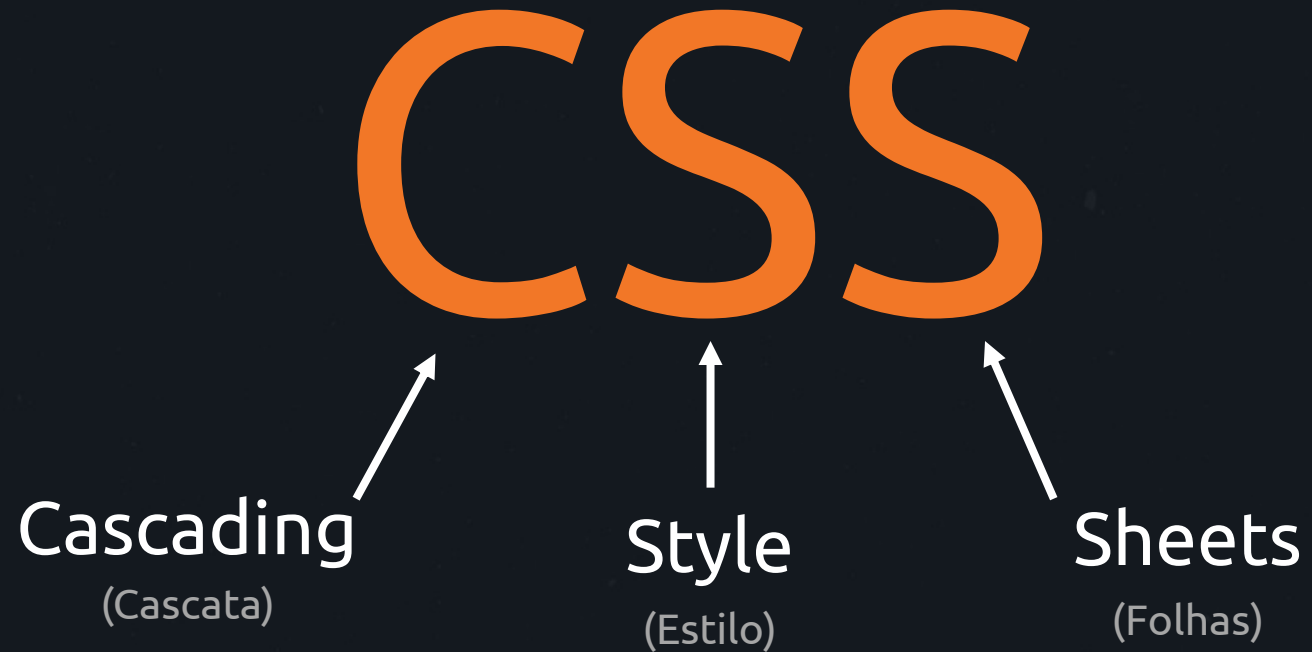 CSS
Cascading
(Cascata)
Style
(Estilo)
Sheets
(Folhas)